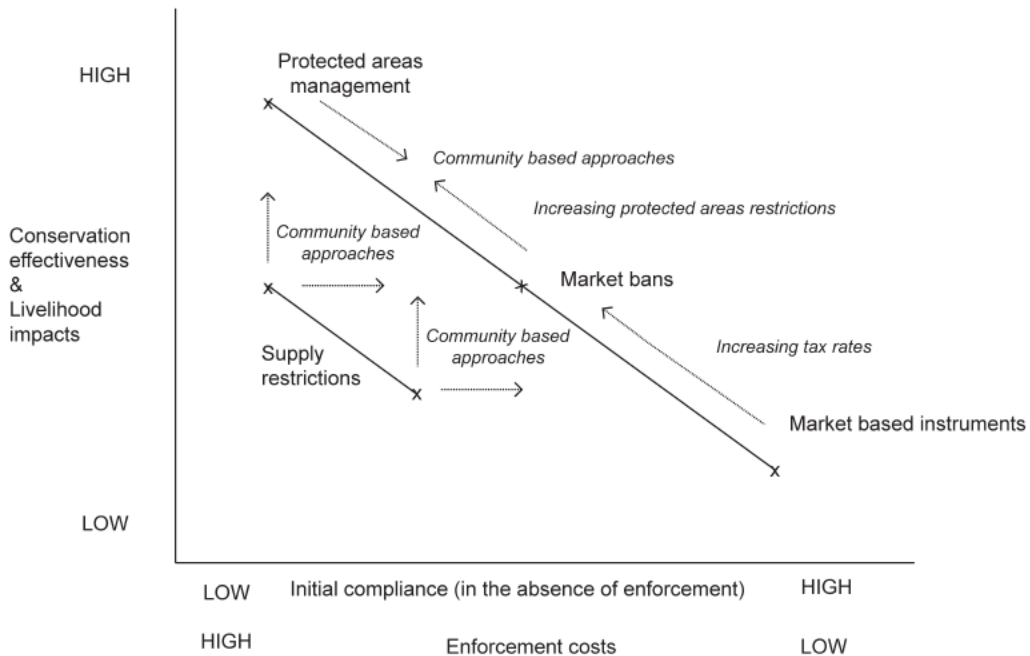 HIGH
Protected areas
management
Community based approaches
Increasing protected areas restrictions
Conservation
effectiveness
&
Livelihood
impacts
Community based
approaches
Market bans
Supply
restrictions
Community based
approaches
Increasing tax rates
Market based instruments
LOW
LOW
Initial compliance (in the absence of enforcement)
HIGH
HIGH
Enforcement costs
LOW